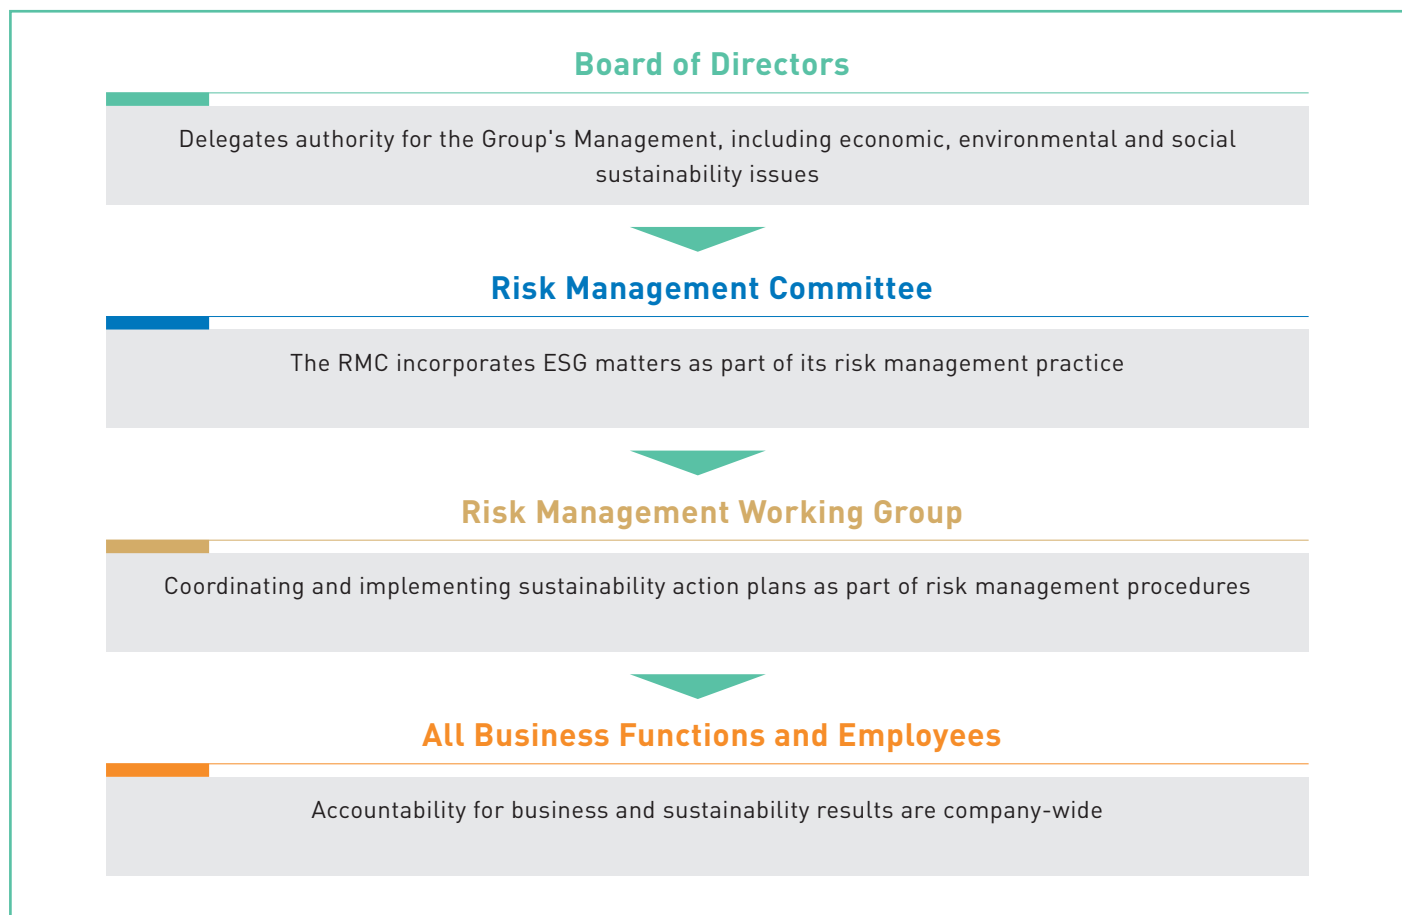 Board of Directors
Delegates authority for the Group's Management, including economic, environmental and social
sustainability issues
Risk Management Committee
The RMC incorporates ESG matters as part of its risk management practice
Risk Management Working Group
Coordinating and implementing sustainability action plans as part of risk management procedures
All Business Functions and Employees
Accountability for business and sustainability results are company-wide